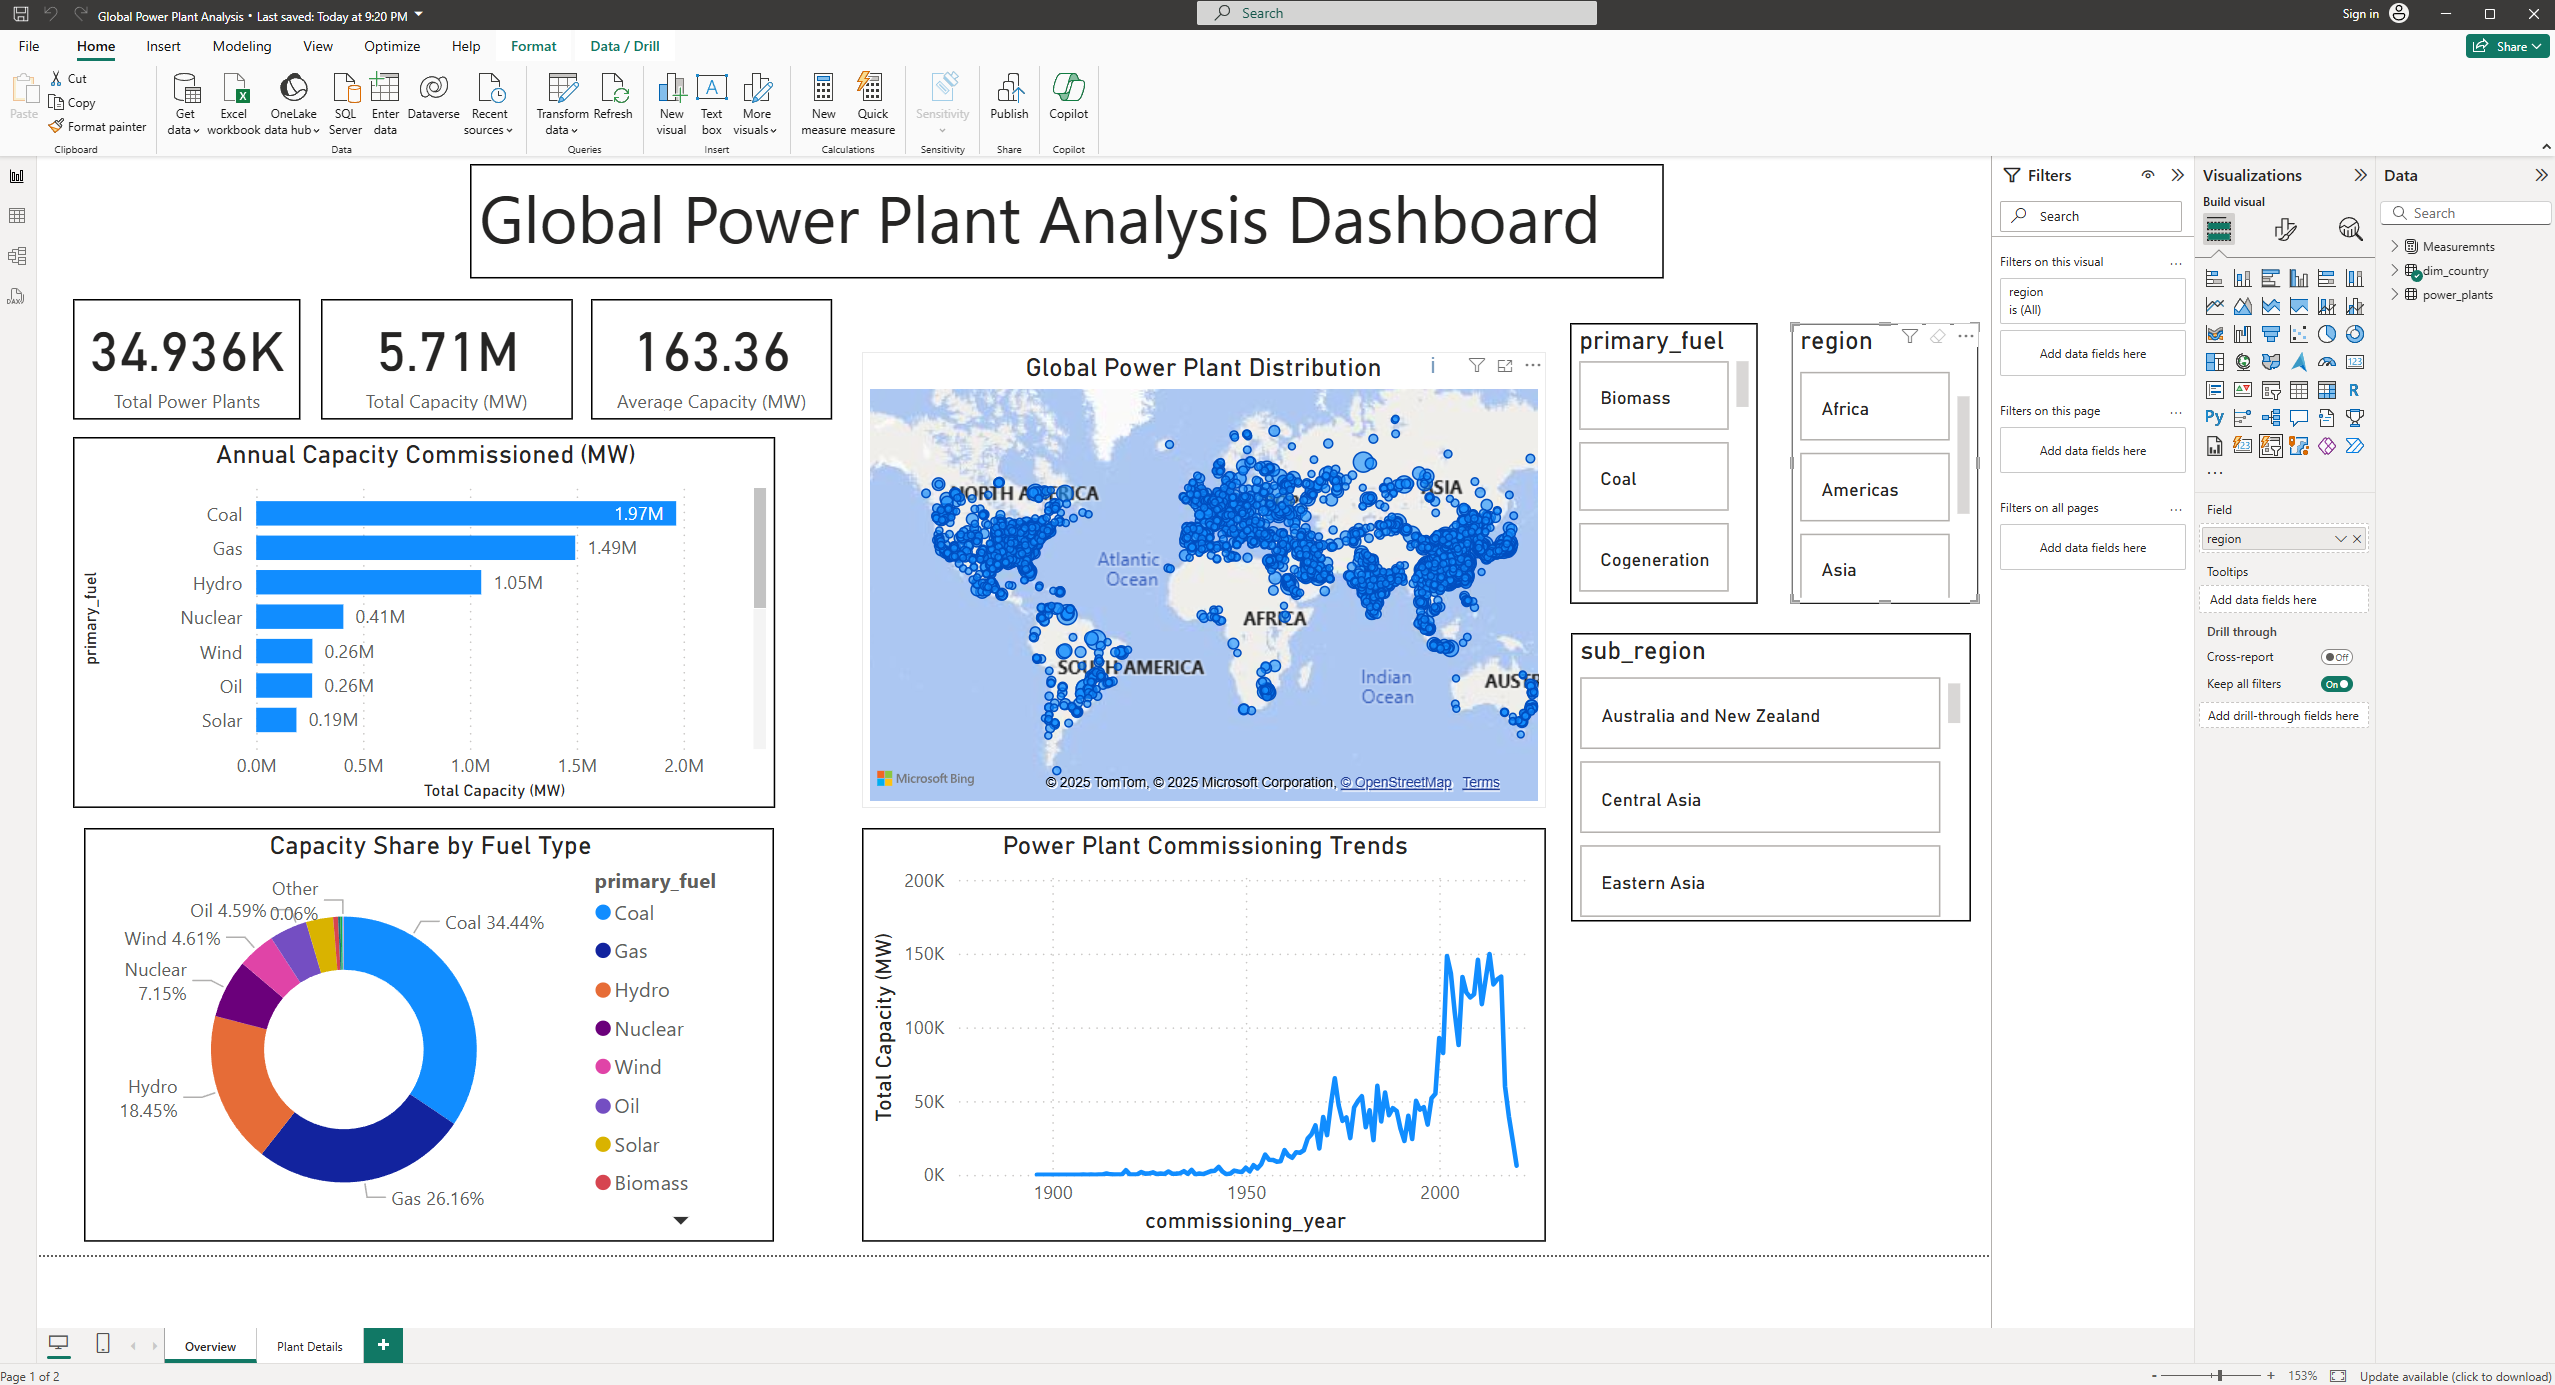 Global Power Plant Analysis • Last saved: Today at 9:20 PM
Search
Sign in
File Home Insert Modeling View Optimize Help Format Data / Drill
Share
Paste
Cut
Copy
Format painter
Clipboard
Get data
Excel workbook
OneLake data hub
SQL Server
Enter data
Dataverse
Recent sources
Data
Transform data
Refresh
Queries
New visual
Text box
More visuals
Insert
New measure
Quick measure
Calculations
Sensitivity
Sensitivity
Publish
Share
Copilot
Copilot
Global Power Plant Analysis Dashboard
34.936K
Total Power Plants
5.71M
Total Capacity (MW)
163.36
Average Capacity (MW)
Annual Capacity Commissioned (MW)
primary_fuel
Coal 1.97M
Gas 1.49M
Hydro 1.05M
Nuclear 0.41M
Wind 0.26M
Oil 0.26M
Solar 0.19M
0.0M 0.5M 1.0M 1.5M 2.0M
Total Capacity (MW)
Global Power Plant Distribution
NORTH AMERICA
ASIA
Atlantic
Ocean
AFRICA
SOUTH AMERICA
Indian
Ocean
AUSTR
Microsoft Bing
© 2025 TomTom, © 2025 Microsoft Corporation, © OpenStreetMap Terms
primary_fuel
Biomass
Coal
Cogeneration
region
Africa
Americas
Asia
sub_region
Australia and New Zealand
Central Asia
Eastern Asia
Capacity Share by Fuel Type
Other
0.06%
Oil 4.59%
Wind 4.61%
Nuclear
7.15%
Hydro
18.45%
Coal 34.44%
Gas 26.16%
primary_fuel
Coal
Gas
Hydro
Nuclear
Wind
Oil
Solar
Biomass
Power Plant Commissioning Trends
Total Capacity (MW)
200K
150K
100K
50K
0K
1900 1950 2000
commissioning_year
Filters
Search
Filters on this visual
region
is (All)
Add data fields here
Filters on this page
Add data fields here
Filters on all pages
Add data fields here
Visualizations
Build visual
123
R
Py
123
Field
region
Tooltips
Add data fields here
Drill through
Cross-report Off
Keep all filters On
Add drill-through fields here
Data
Search
Measuremnts
dim_country
power_plants
DAX
Overview
Plant Details
Page 1 of 2
- + 153%
Update available (click to download)